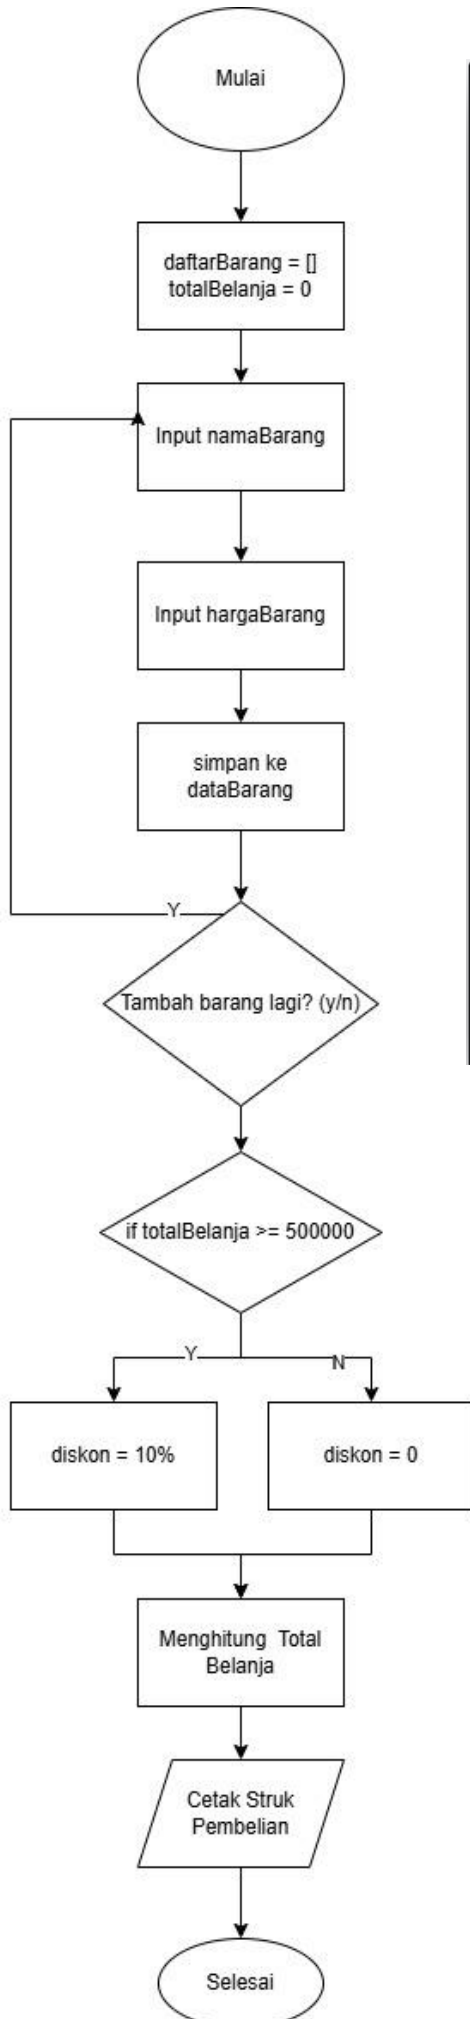 Mulai
daftarBarang = []
totalBelanja = 0
Input namaBarang
Input hargaBarang
simpan ke
dataBarang
Y
Tambah barang lagi? (y/n)
if totalBelanja >= 500000
Y
N
diskon = 10%
diskon = 0
Menghitung Total
Belanja
Cetak Struk
Pembelian
Selesai